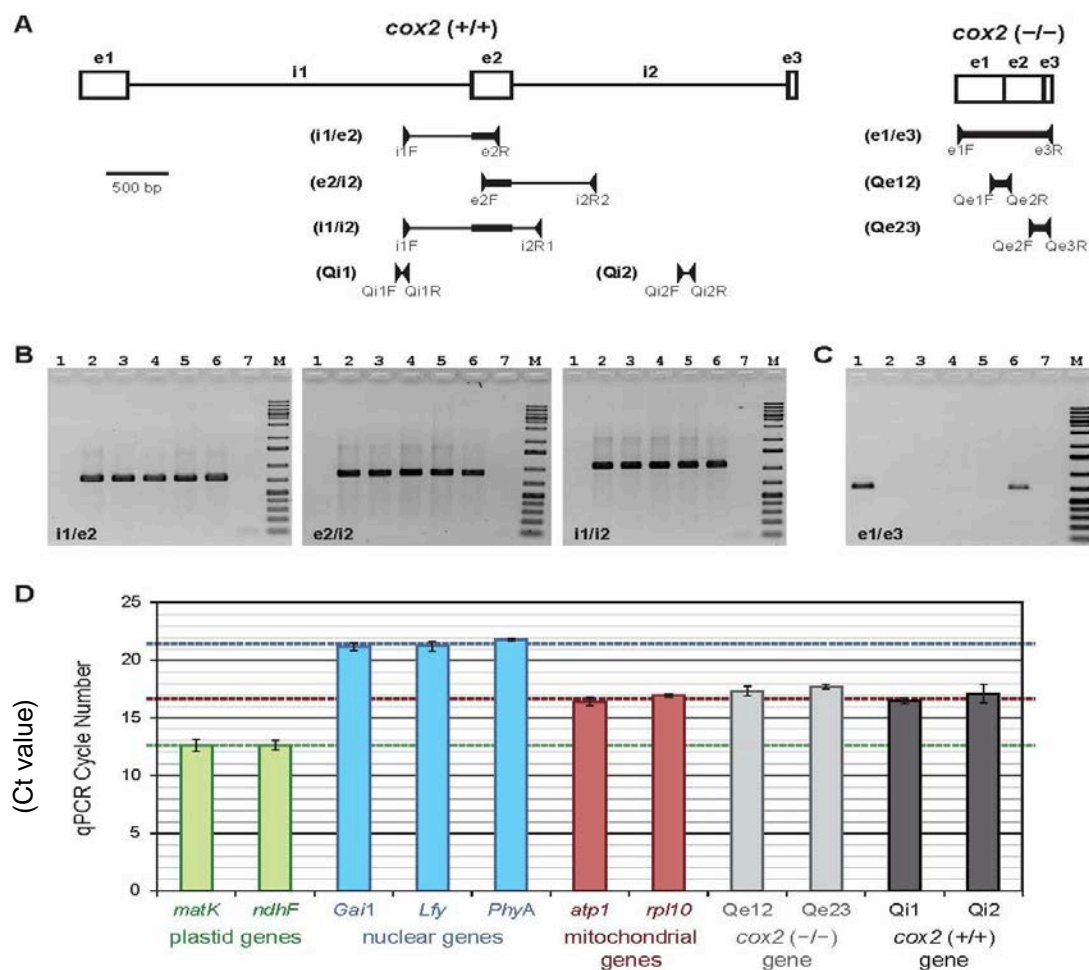 A
cox2 (+/+)
cox2 (−/−)
e1
i1
e2
i2
e3
e1 e2 e3
(i1/e2)
i1F e2R
(e1/e3)
e1F e3R
500 bp
(e2/i2)
e2F i2R2
(Qe12)
Qe1F Qe2R
(i1/i2)
i1F i2R1
(Qe23)
Qe2F Qe3R
(Qi1)
Qi1F Qi1R
(Qi2)
Qi2F Qi2R
B
1 2 3 4 5 6 7 M
i1/e2
1 2 3 4 5 6 7 M
e2/i2
1 2 3 4 5 6 7 M
i1/i2
C
1 2 3 4 5 6 7 M
e1/e3
D
(Ct value)
qPCR Cycle Number
25
20
15
10
5
0
matK ndhF Gai1 Lfy PhyA atp1 rpl10 Qe12 Qe23 Qi1 Qi2
plastid genes
nuclear genes
mitochondrial genes
cox2 (−/−) gene
cox2 (+/+) gene